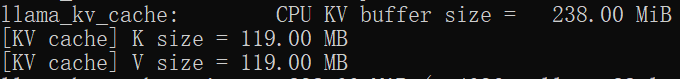 llama_kv_cache:        CPU KV buffer size =   238.00 MiB
[KV cache] K size = 119.00 MB
[KV cache] V size = 119.00 MB